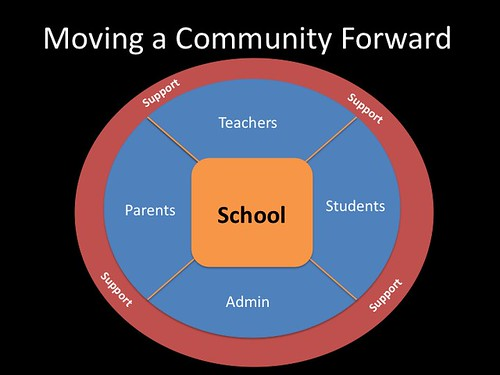 Moving a Community Forward
Support
Support
Teachers
Parents
School
Students
Support
Admin
Support